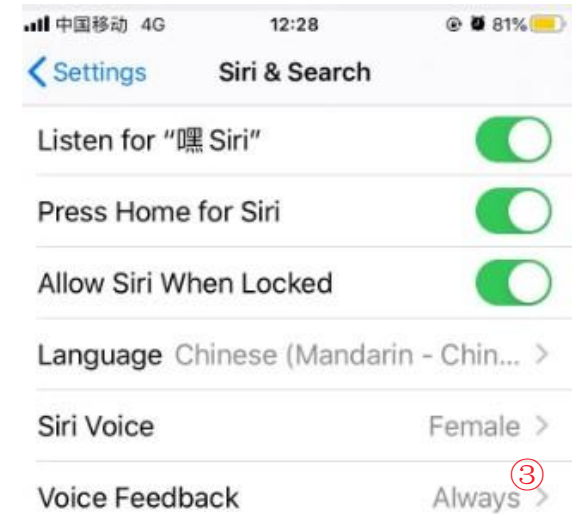 中国移动 4G 12:28 81%
Settings Siri & Search
Listen for “嘿 Siri”
Press Home for Siri
Allow Siri When Locked
Language Chinese (Mandarin - Chin...
Siri Voice Female
③
Voice Feedback Always